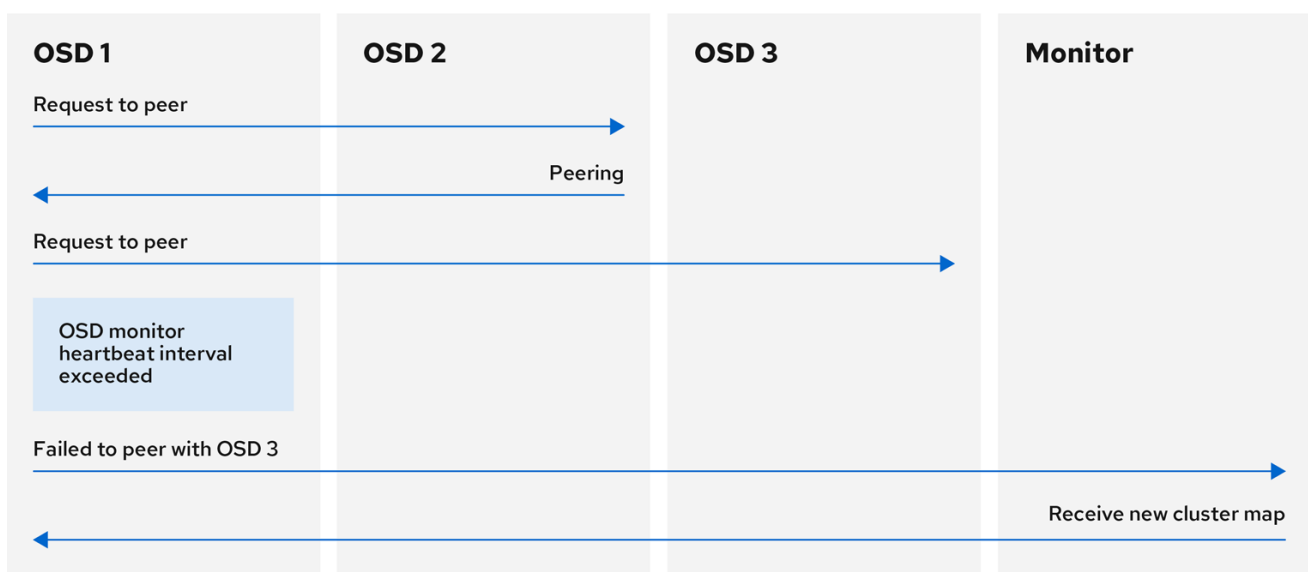 OSD 1
OSD 2
OSD 3
Monitor
Request to peer
Peering
Request to peer
OSD monitor
heartbeat interval
exceeded
Failed to peer with OSD 3
Receive new cluster map